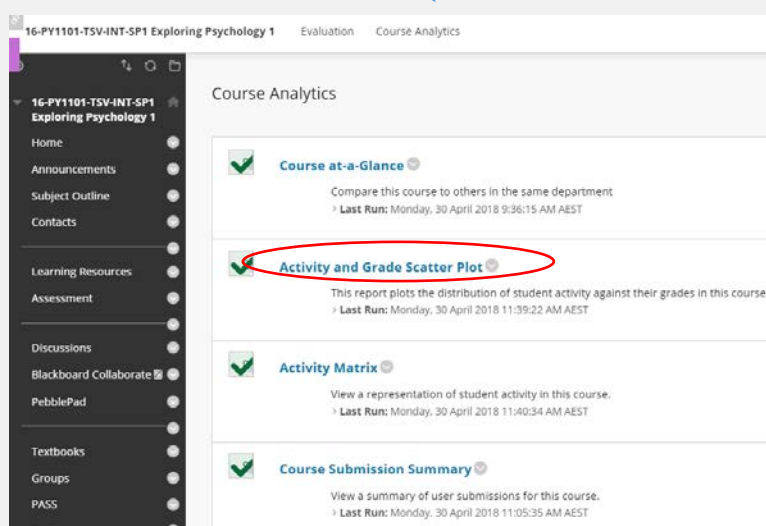 16-PY1101-TSV-INT-SP1 Exploring Psychology 1 Evaluation Course Analytics
16-PY1101-TSV-INT-SP1
Exploring Psychology 1
Home
Announcements
Subject Outline
Contacts
Learning Resources
Assessment
Discussions
Blackboard Collaborate
PebblePad
Textbooks
Groups
PASS
Course Analytics
Course at-a-Glance
Compare this course to others in the same department
> Last Run: Monday, 30 April 2018 9:36:15 AM AEST
Activity and Grade Scatter Plot
This report plots the distribution of student activity against their grades in this course
> Last Run: Monday, 30 April 2018 11:39:22 AM AEST
Activity Matrix
View a representation of student activity in this course.
> Last Run: Monday, 30 April 2018 11:40:34 AM AEST
Course Submission Summary
View a summary of user submissions for this course.
> Last Run: Monday, 30 April 2018 11:05:35 AM AEST